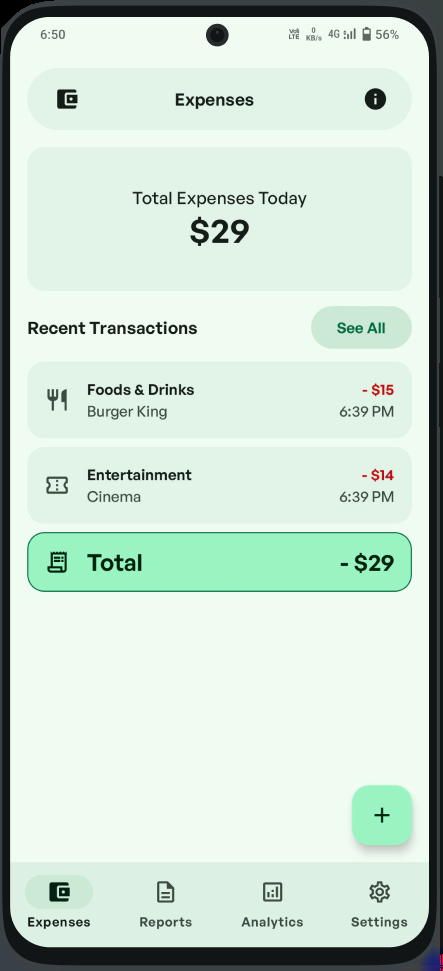 6:50
Vo)) LTE 0 KB/s 4G 56%
Expenses
Total Expenses Today
$29
Recent Transactions
See All
Foods & Drinks
- $15
Burger King
6:39 PM
Entertainment
- $14
Cinema
6:39 PM
Total
- $29
+
Expenses
Reports
Analytics
Settings